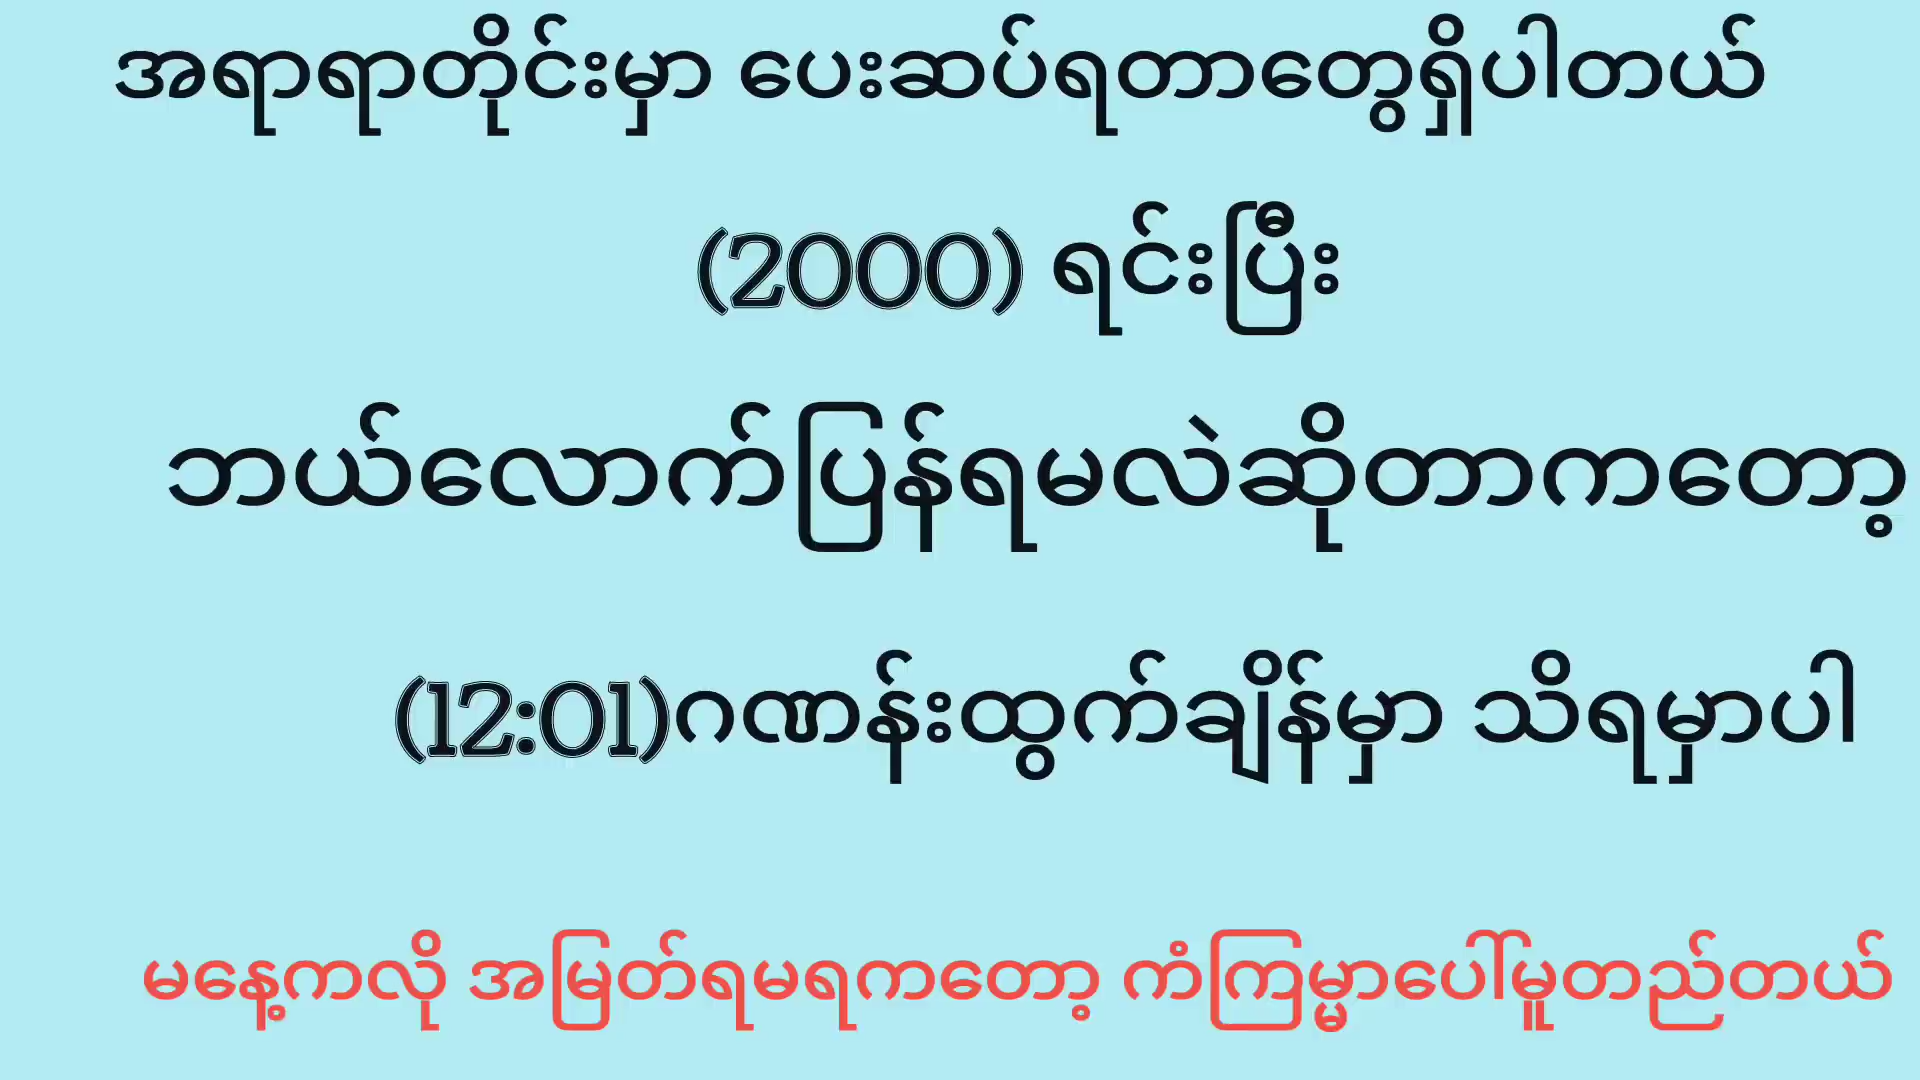 အရာရာတိုင်းမှာ ပေးဆပ်ရတာတွေရှိပါတယ်
(2000) ရင်းပြီး
ဘယ်လောက်ပြန်ရမလဲဆိုတာကတော့
(12:01)ဂဏန်းထွက်ချိန်မှာ သိရမှာပါ
မနေ့ကလို အမြတ်ရမရကတော့ ကံကြမ္မာပေါ်မူတည်တယ်